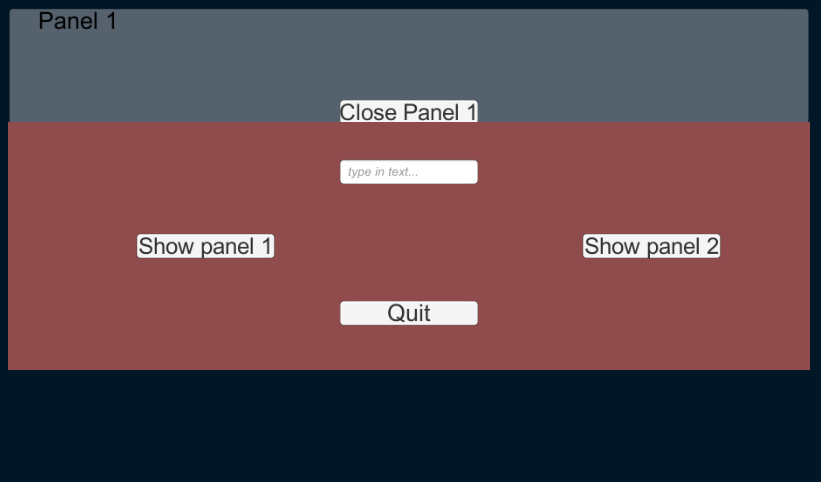 Panel 1
Close Panel 1
type in text...
Show panel 1
Show panel 2
Quit